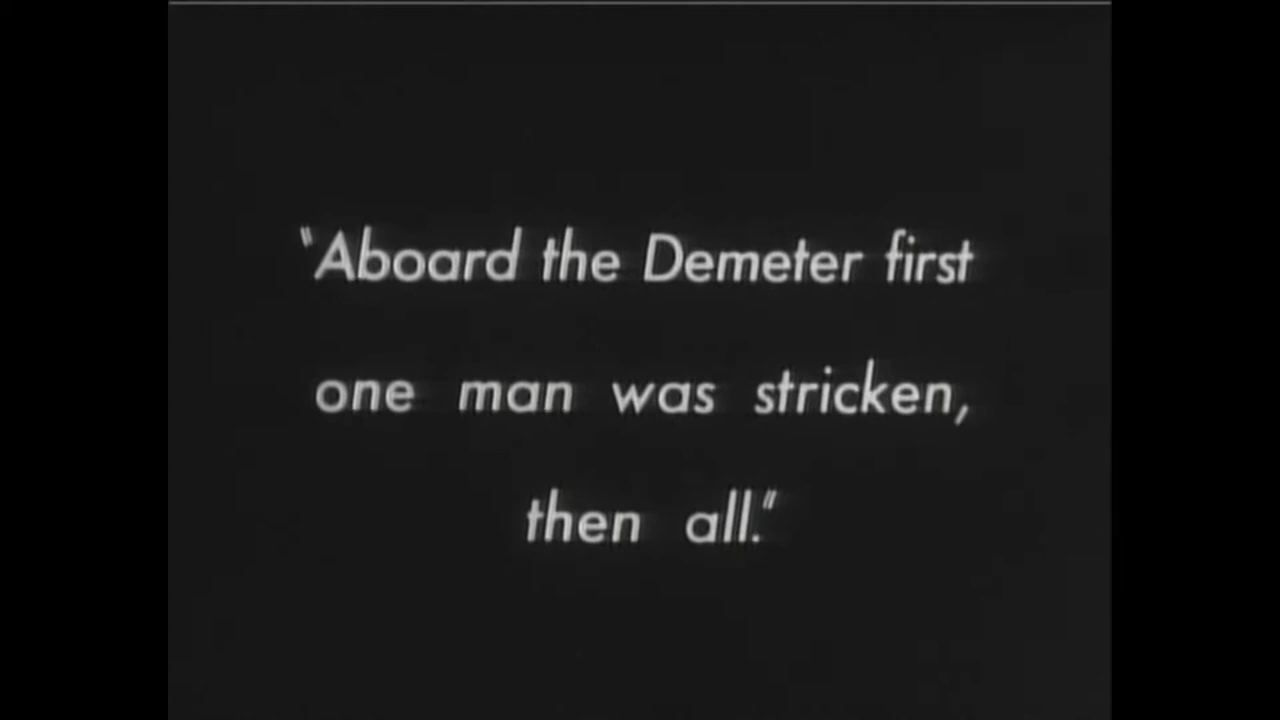 "Aboard the Demeter first
one man was stricken,
then all."